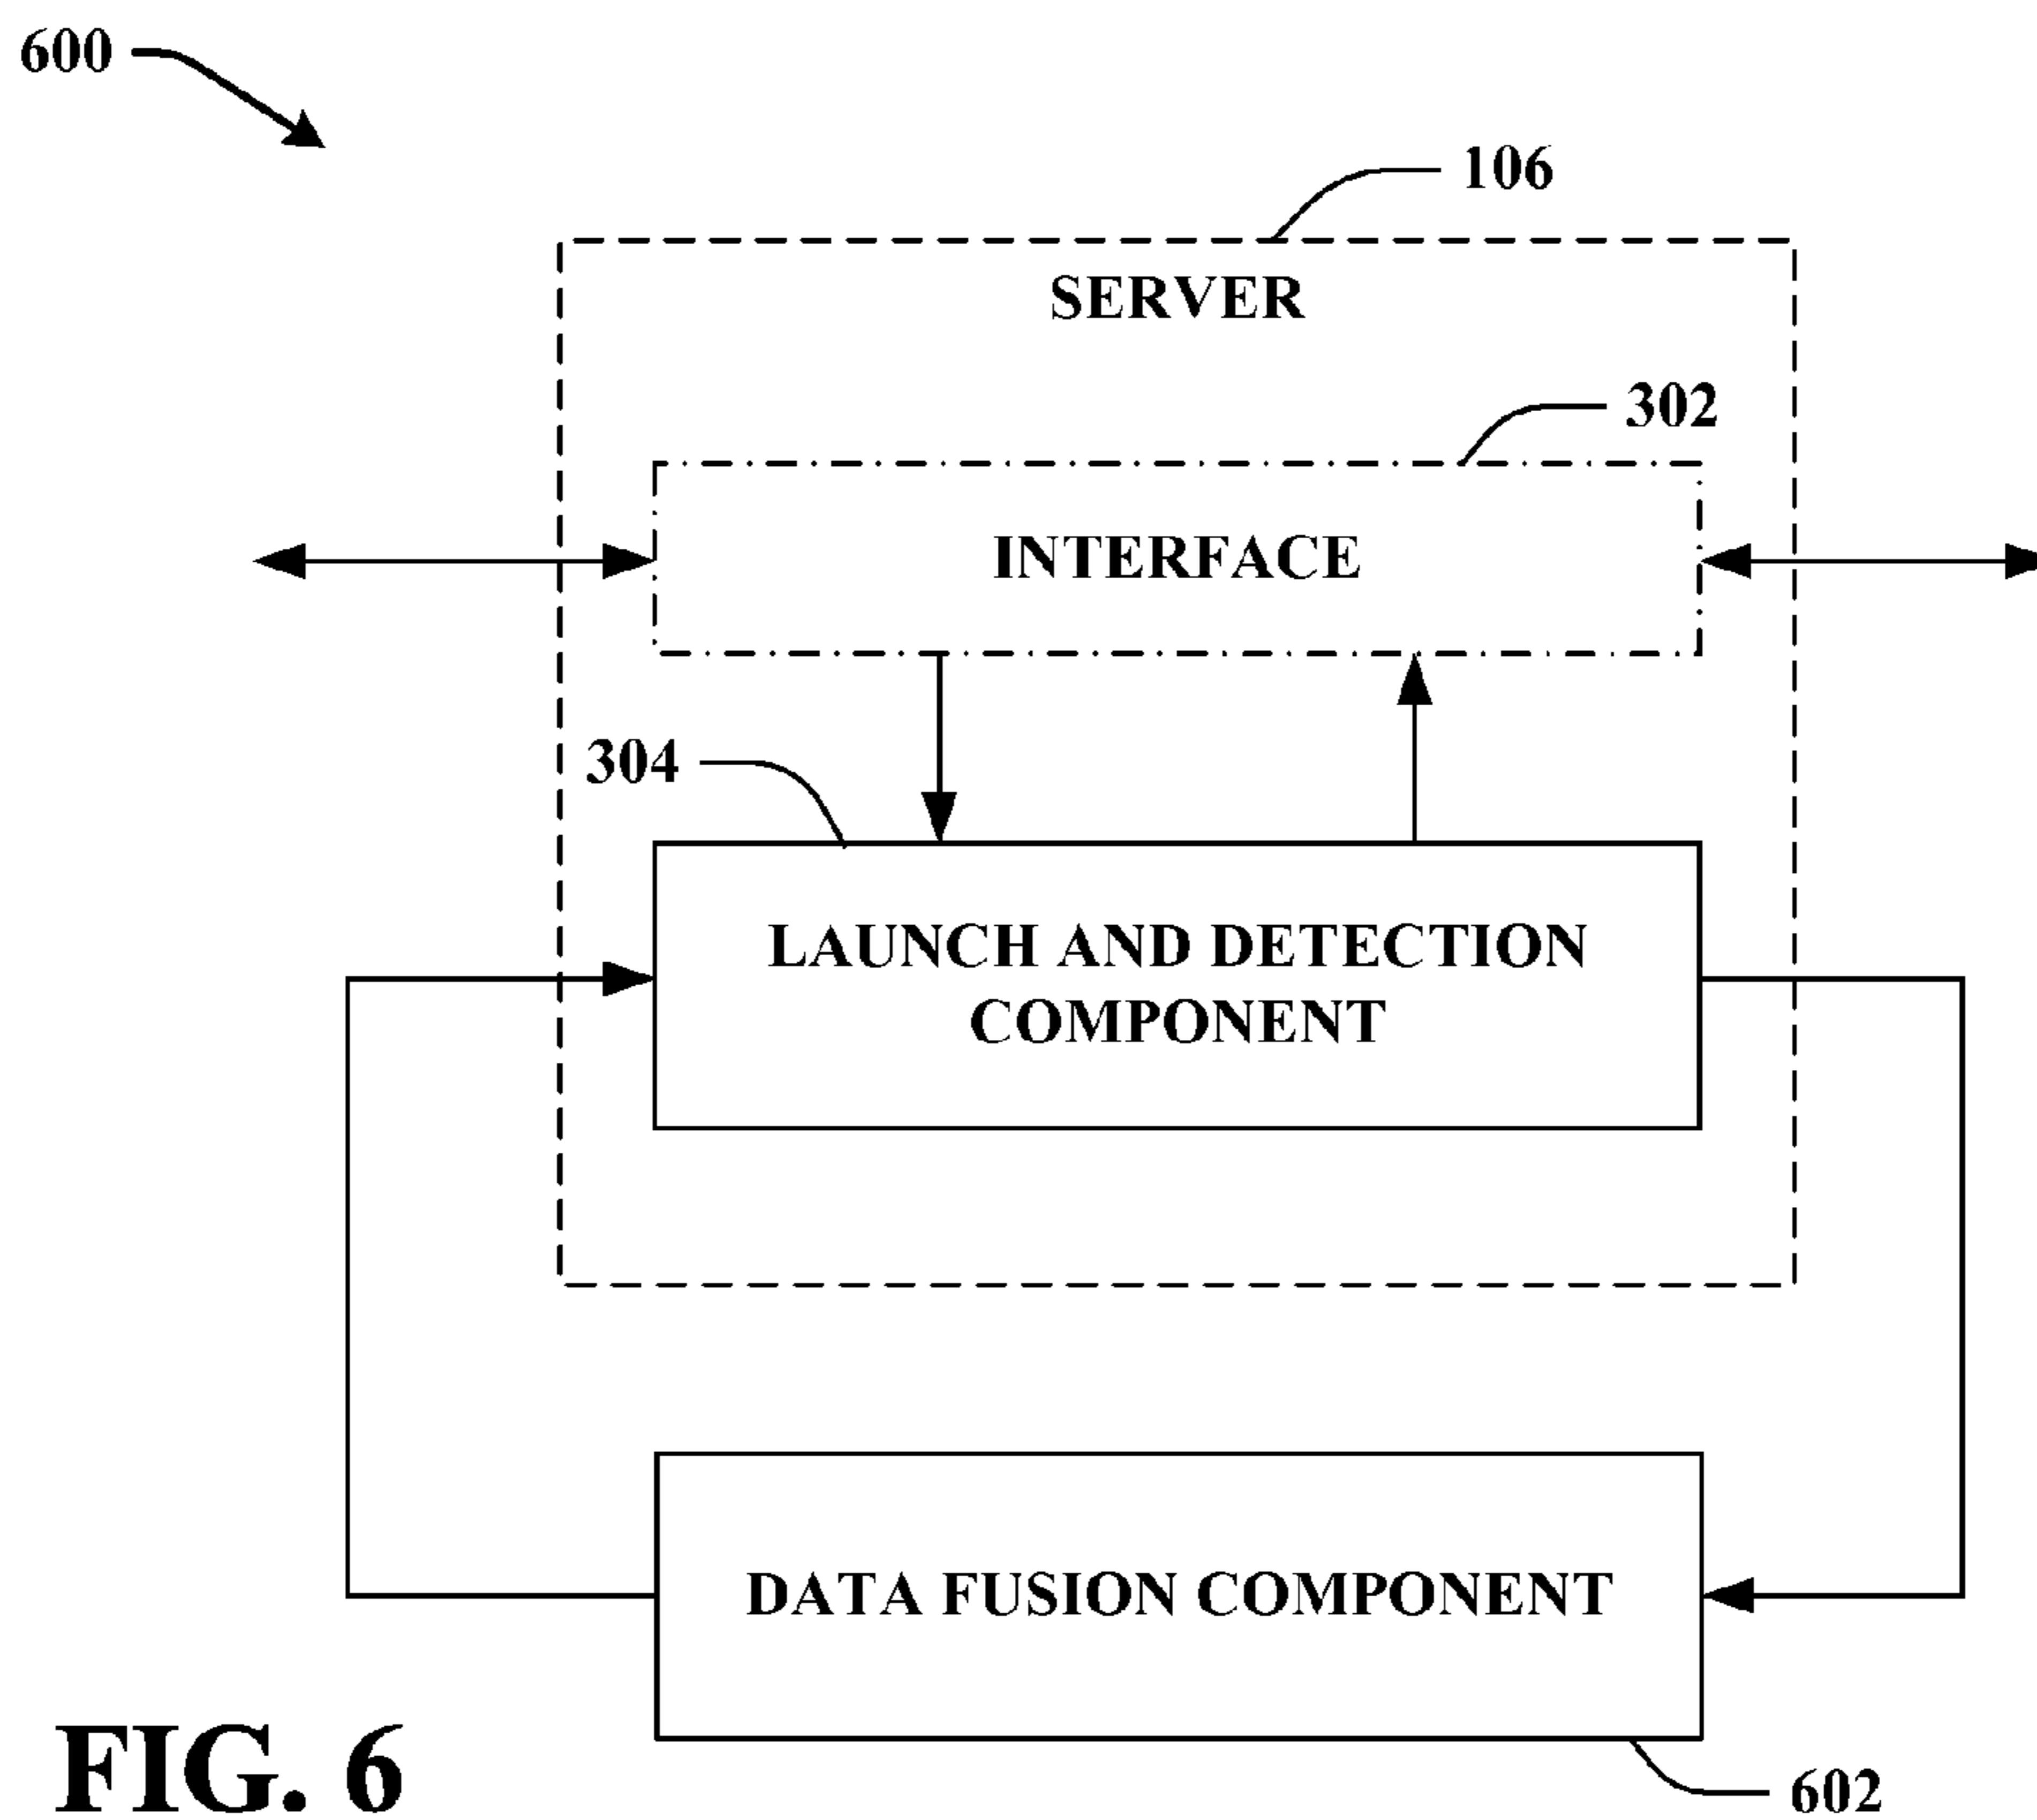 600
106
SERVER
302
INTERFACE
304
LAUNCH AND DETECTION
COMPONENT
DATA FUSION COMPONENT
FIG. 6
602